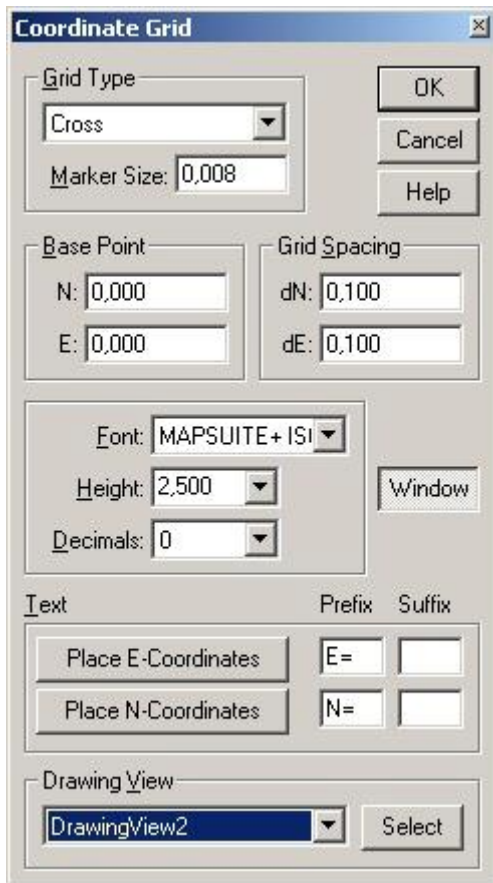 Coordinate Grid
Grid Type
Cross
Marker Size: 0,008
OK
Cancel
Help
Base Point
N: 0,000
E: 0,000
Grid Spacing
dN: 0,100
dE: 0,100
Font: MAPSUITE+ IS
Height: 2,500
Decimals: 0
Window
Text Prefix Suffix
Place E-Coordinates E=
Place N-Coordinates N=
Drawing View
DrawingView2 Select